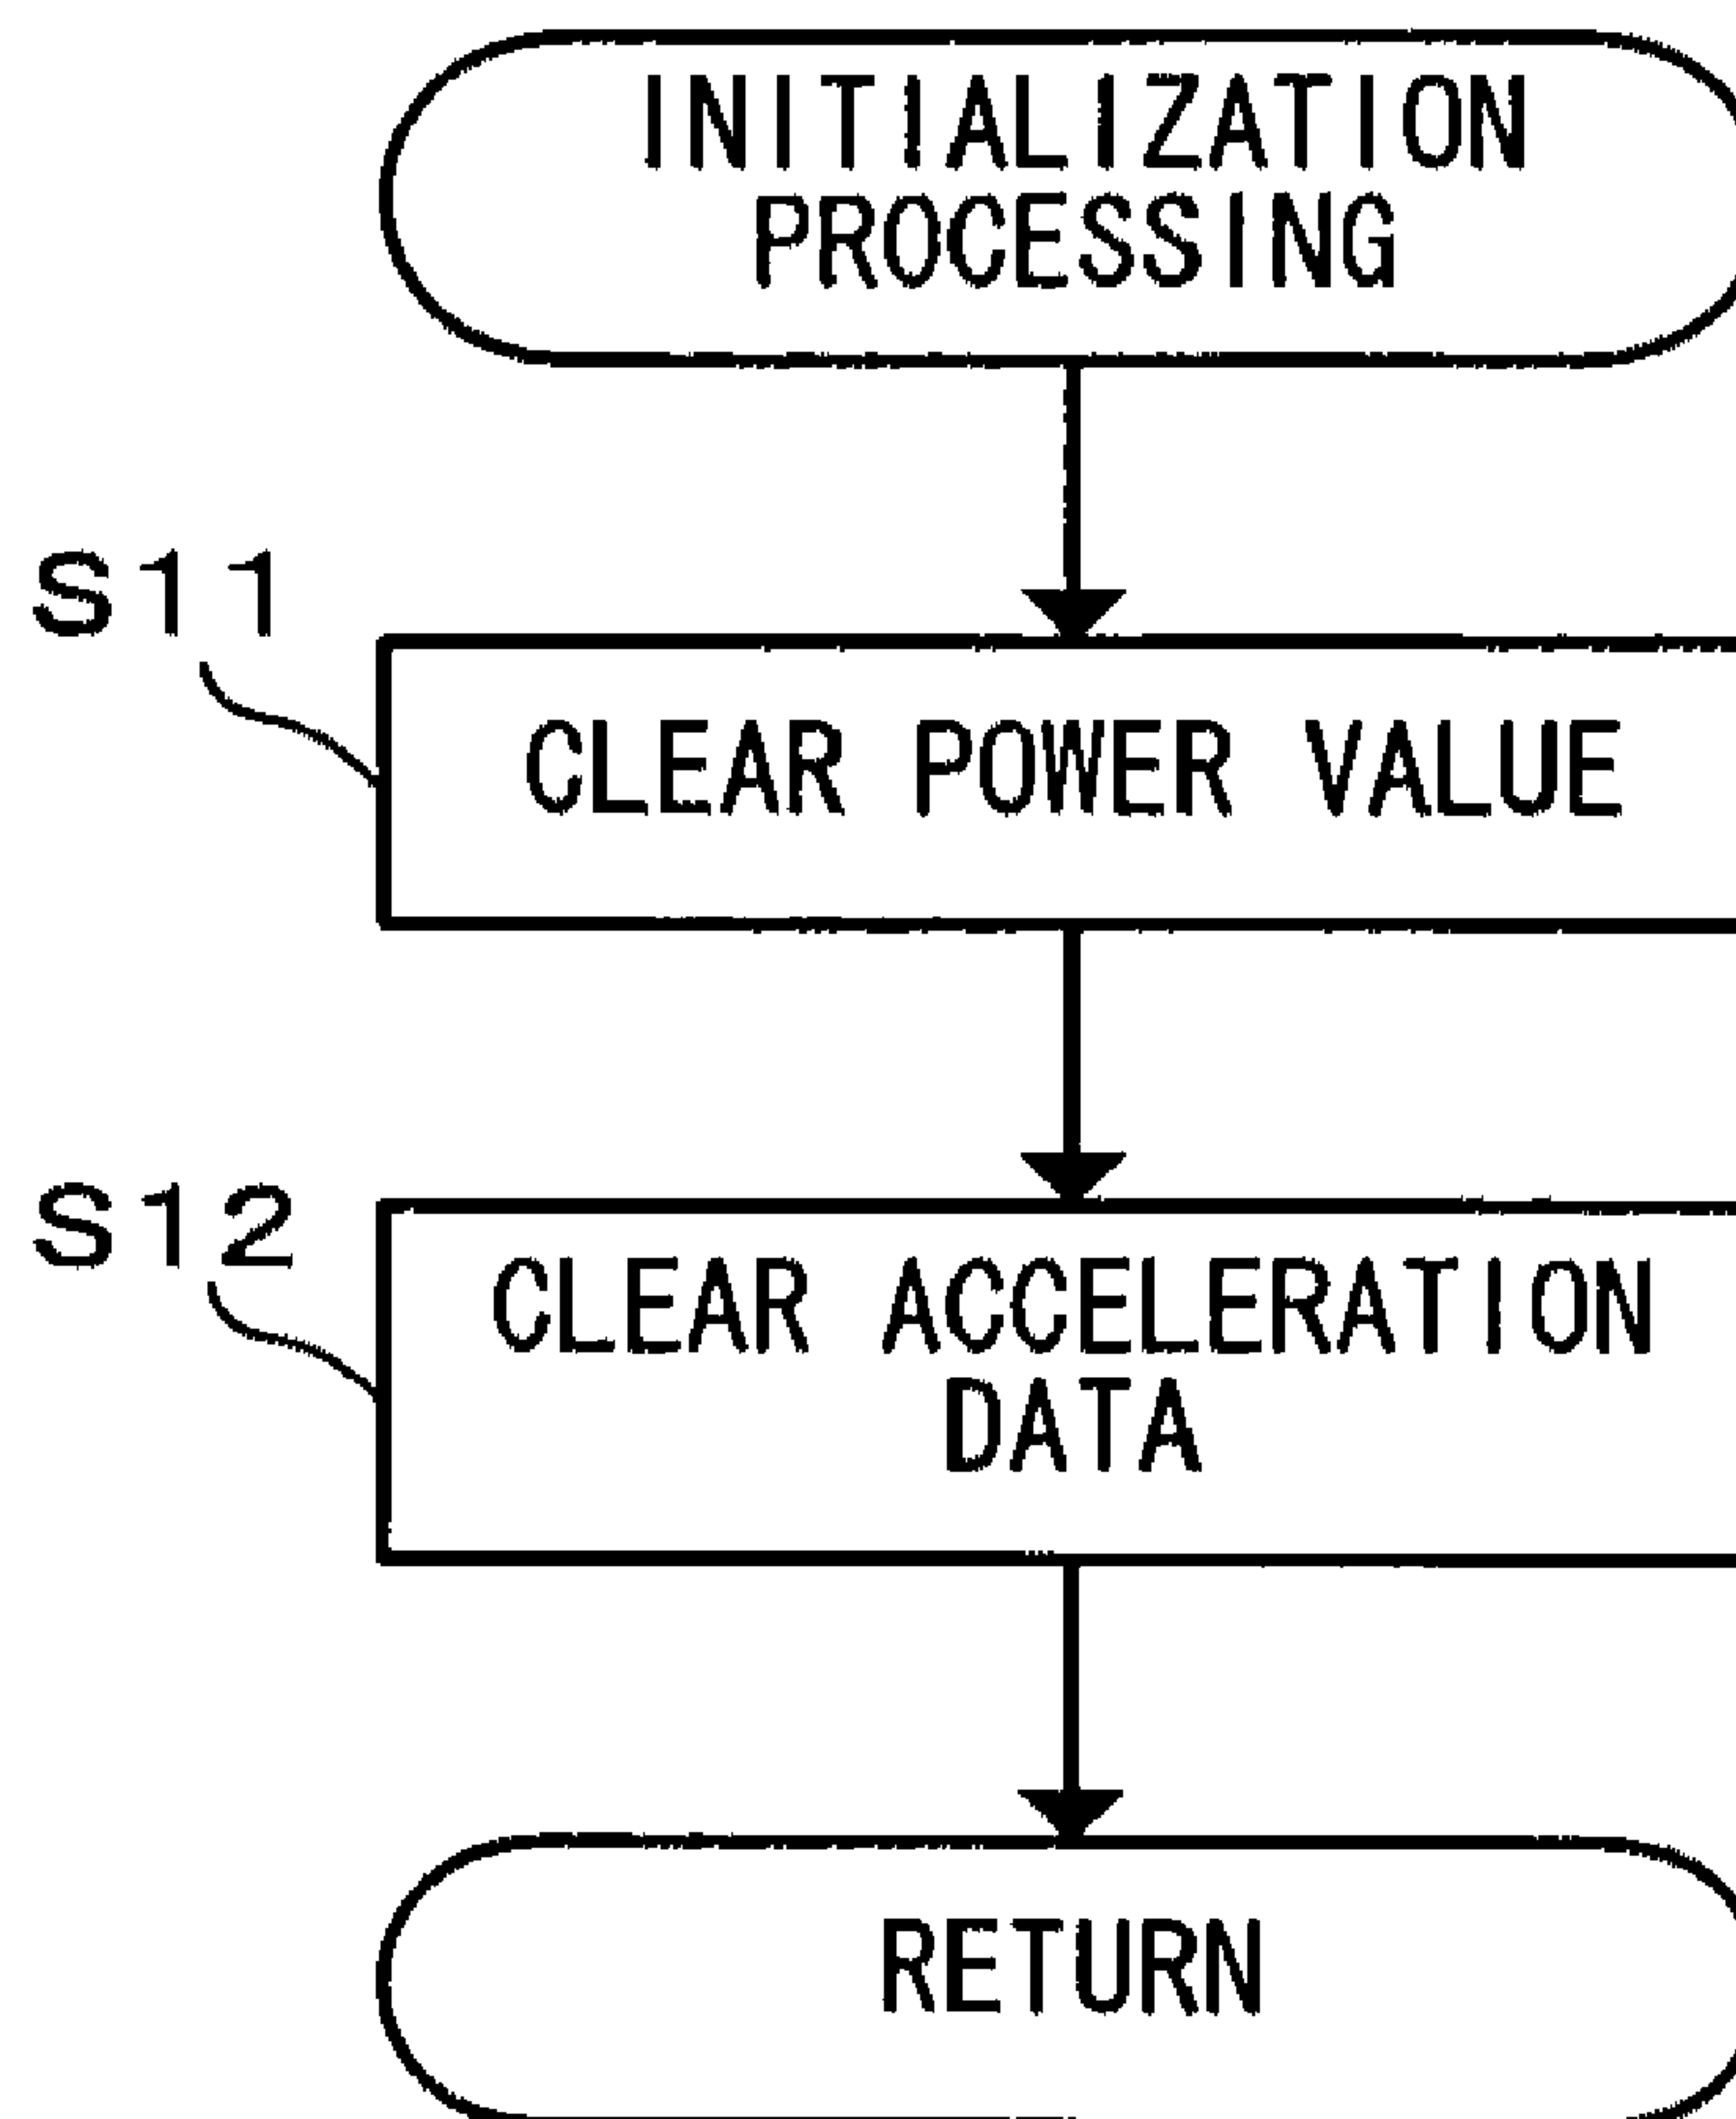 INITIALIZATION
PROCESSING
S11
CLEAR POWER VALUE
S12
CLEAR ACCELERATION
DATA
RETURN